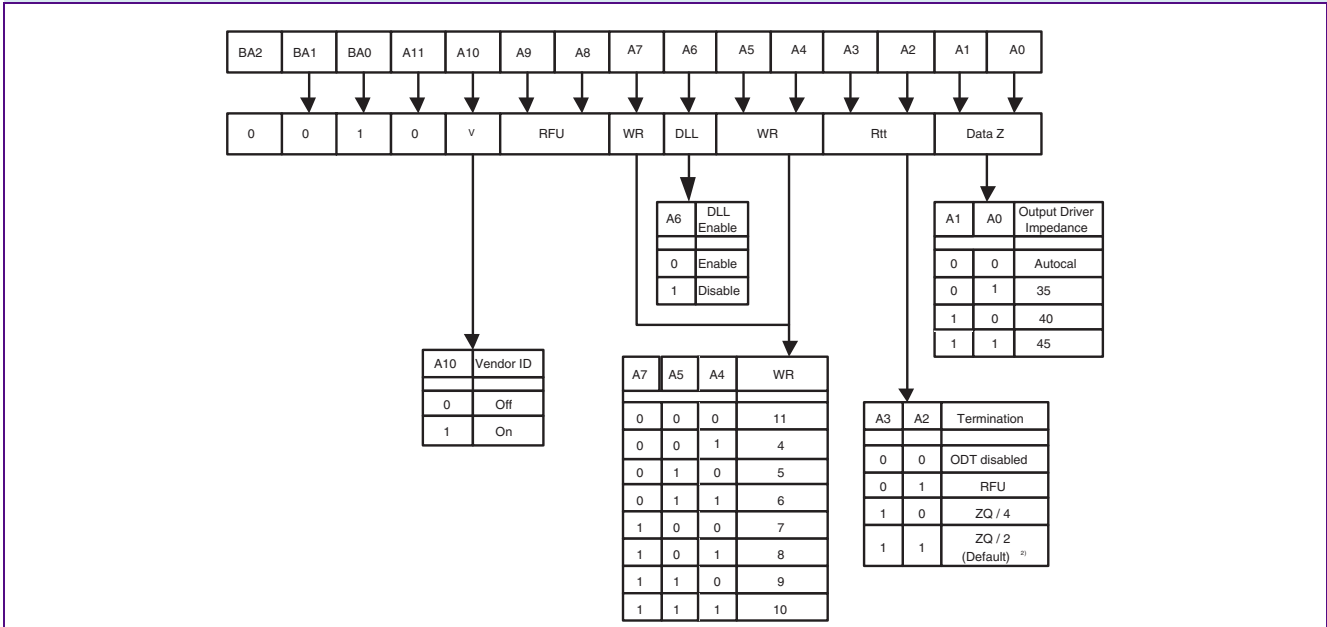 BA2 BA1 BA0 A11 A10 A9 A8 A7 A6 A5 A4 A3 A2 A1 A0
0 0 1 0 V RFU WR DLL WR Rtt Data Z
A6 DLL Enable
0 Enable
1 Disable
A1 A0 Output Driver Impedance
0 0 Autocal
0 1 35
1 0 40
1 1 45
A10 Vendor ID
0 Off
1 On
A7 A5 A4 WR
0 0 0 11
0 0 1 4
0 1 0 5
0 1 1 6
1 0 0 7
1 0 1 8
1 1 0 9
1 1 1 10
A3 A2 Termination
0 0 ODT disabled
0 1 RFU
1 0 ZQ / 4
1 1 ZQ / 2
(Default) 2)